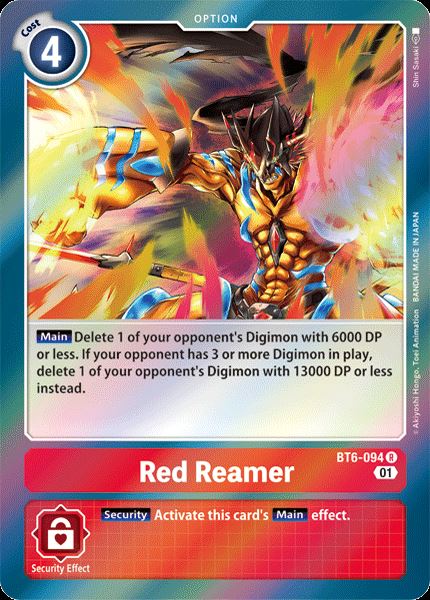 OPTION
Cost
4
Shin Sasaki
© Akiyoshi Hongo, Toei Animation BANDAI MADE IN JAPAN
Main Delete 1 of your opponent's Digimon with 6000 DP
or less. If your opponent has 3 or more Digimon in play,
delete 1 of your opponent's Digimon with 13000 DP or less
instead.
Red Reamer
BT6-094 R
01
Security Activate this card's Main effect.
Security Effect